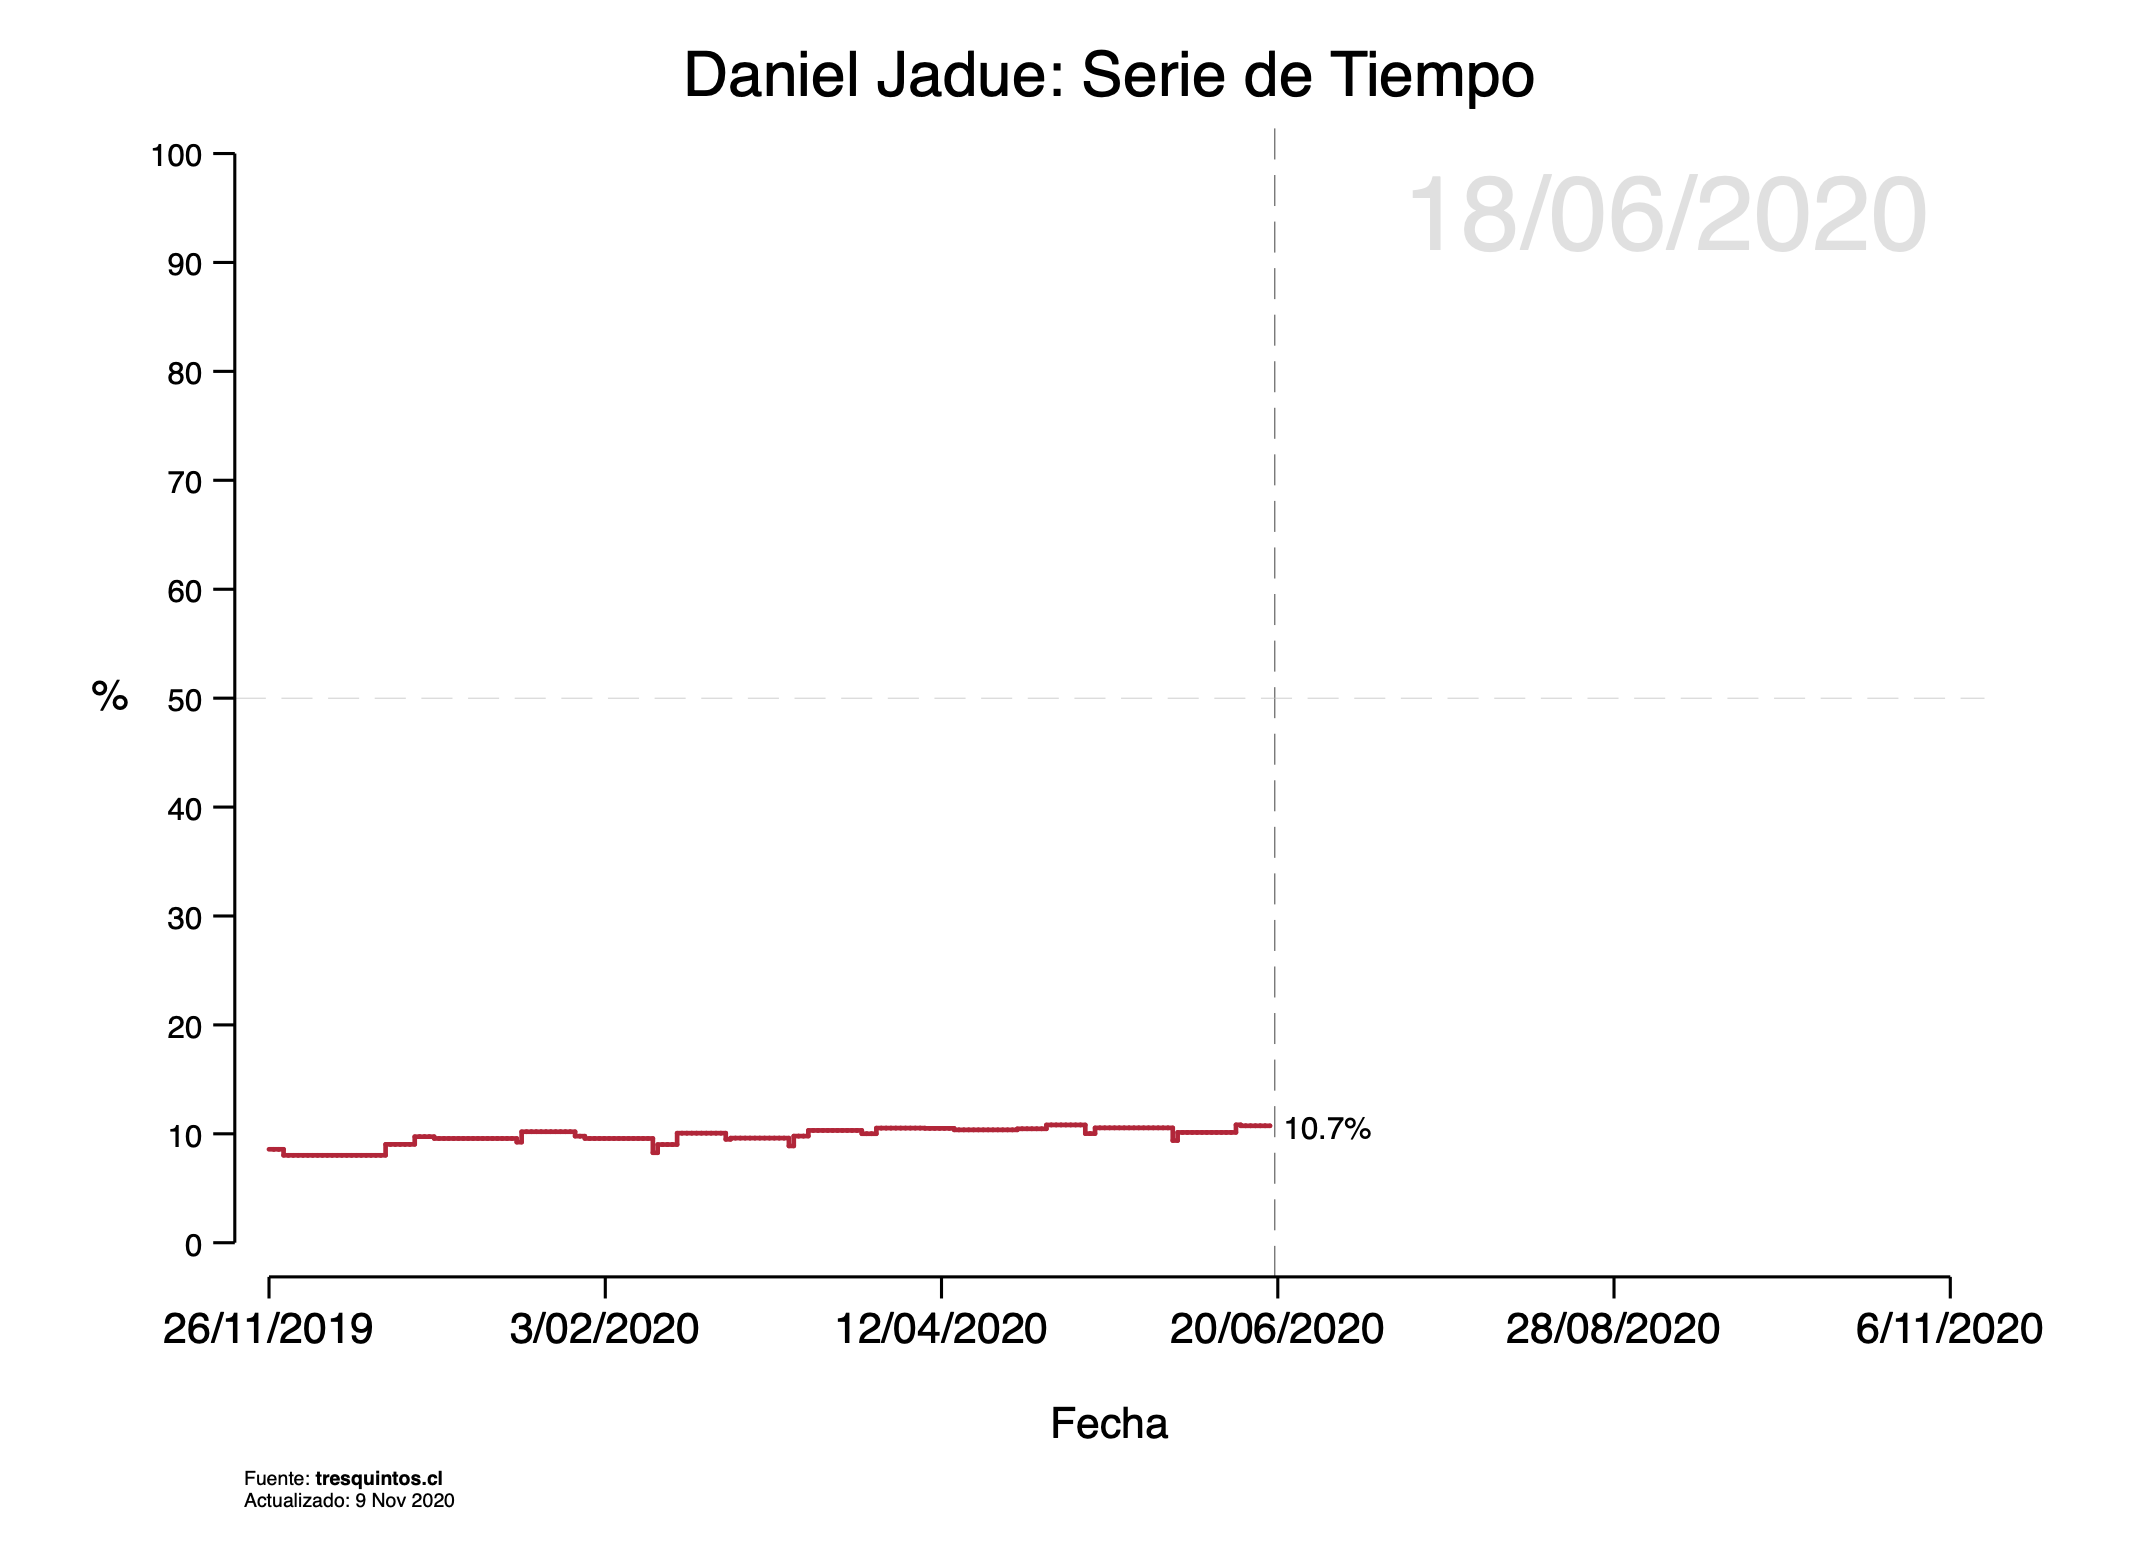 Daniel Jadue: Serie de Tiempo
18/06/2020
100
90
80
70
60
50
40
30
20
10
0
%
10.7%
26/11/2019 3/02/2020 12/04/2020 20/06/2020 28/08/2020 6/11/2020
Fecha
Fuente: tresquintos.cl
Actualizado: 9 Nov 2020